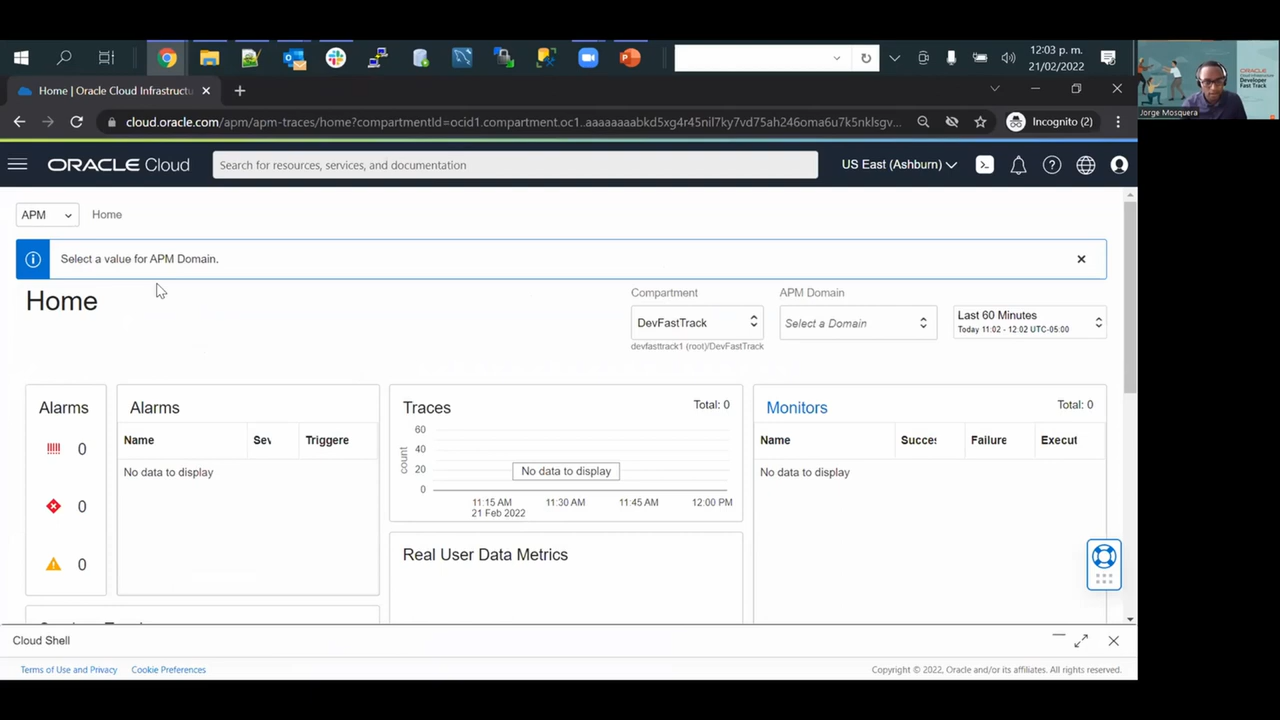 12:03 p. m.
21/02/2022
Home | Oracle Cloud Infrastructu
cloud.oracle.com/apm/apm-traces/home?compartmentId=ocid1.compartment.oc1..aaaaaaaabkd5xg4r45nil7ky7vd75ah246oma6u7k5nklsgv...
Incognito (2)
ORACLE Cloud
Search for resources, services, and documentation
US East (Ashburn)
ORACLE
Developer
Fast Track
Jorge Mosquera
APM
Home
Select a value for APM Domain.
Home
Compartment
DevFastTrack
devfasttrack1 (root)/DevFastTrack
APM Domain
Select a Domain
Last 60 Minutes
Today 11:02 - 12.02 UTC-05:00
Alarms
0
0
0
Alarms
Name Sev Triggere
No data to display
Traces
Total: 0
count
60
40
20
0
No data to display
11:15 AM 11:30 AM 11:45 AM 12:00 PM
21 Feb 2022
Real User Data Metrics
Monitors
Total: 0
Name Succes Failure Execut
No data to display
Cloud Shell
Terms of Use and Privacy Cookie Preferences
Copyright © 2022, Oracle and/or its affiliates. All rights reserved.